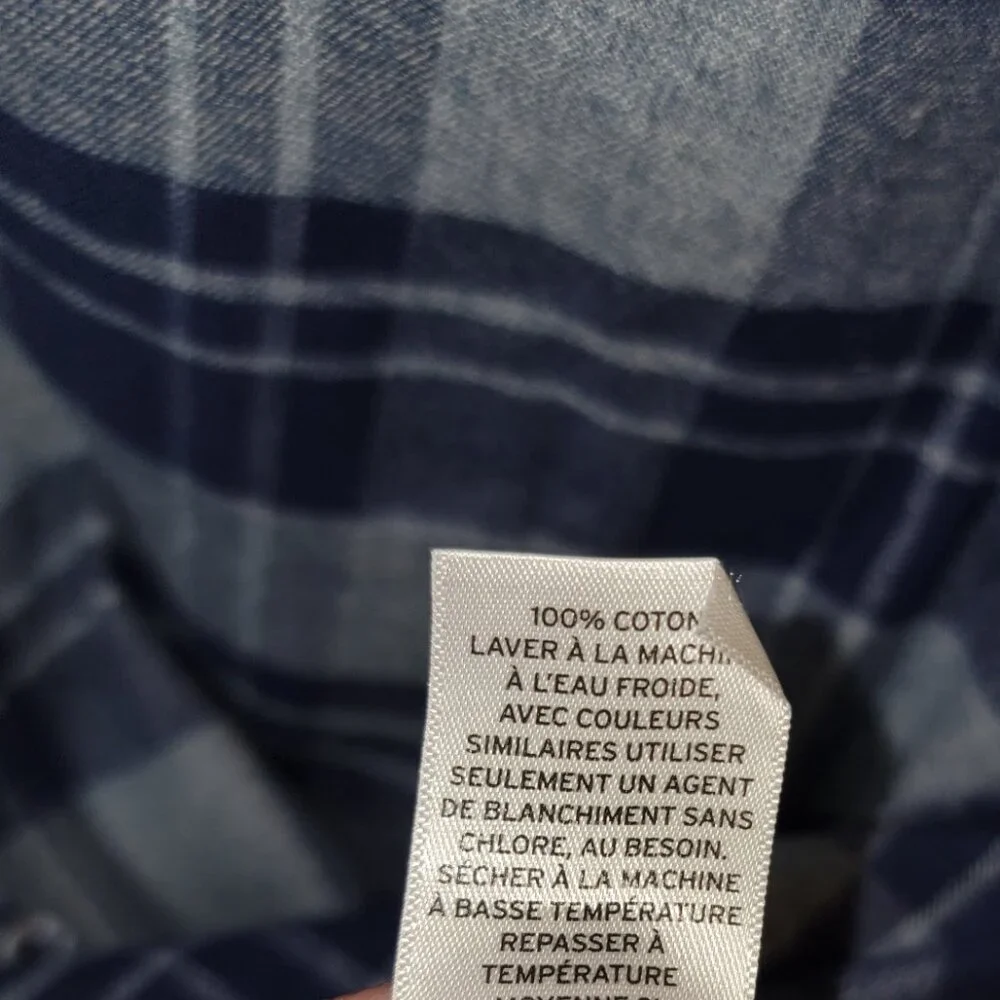 100% COTON
LAVER À LA MACHI
À L'EAU FROIDE,
AVEC COULEURS
SIMILAIRES UTILISER
SEULEMENT UN AGENT
DE BLANCHIMENT SANS
CHLORE, AU BESOIN.
SÉCHER À LA MACHINE
À BASSE TEMPÉRATURE
REPASSER À
TEMPÉRATURE
MOYENNE